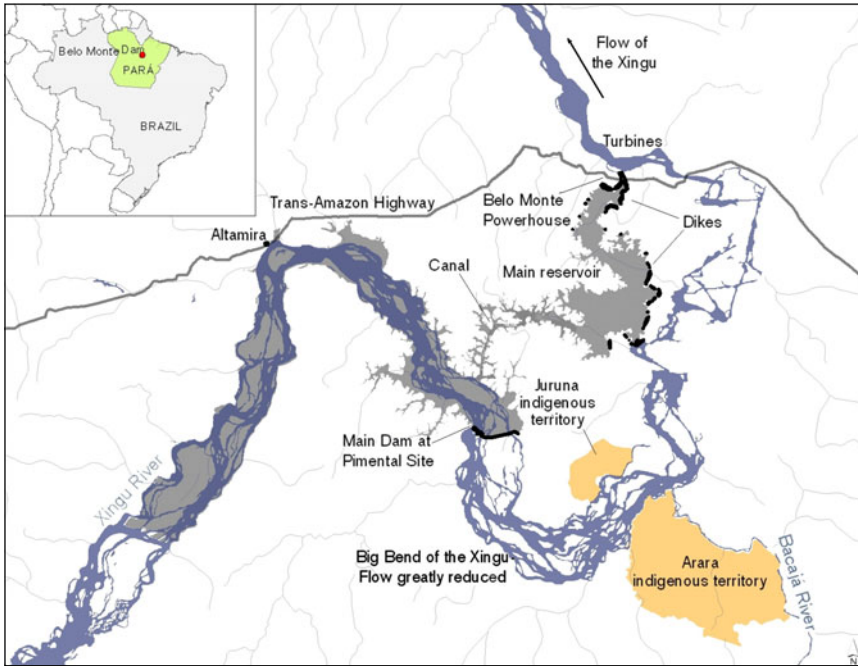 Belo Monte Dam
PARÁ
BRAZIL
Flow of
the Xingu
Turbines
Trans-Amazon Highway
Belo Monte
Powerhouse
Dikes
Altamira
Canal
Main reservoir
Juruna
indigenous
territory
Main Dam at
Pimental Site
Xingu River
Big Bend of the Xingu-
Flow greatly reduced
Arara
indigenous territory
Bacajá River